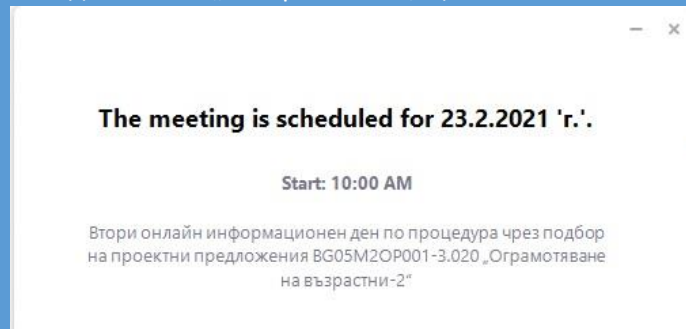 The meeting is scheduled for 23.2.2021 'г.'.
Start: 10:00 AM
Втори онлайн информационен ден по процедура чрез подбор
на проектни предложения BG05M2OP001-3.020 „Ограмотяване
на възрастни-2“